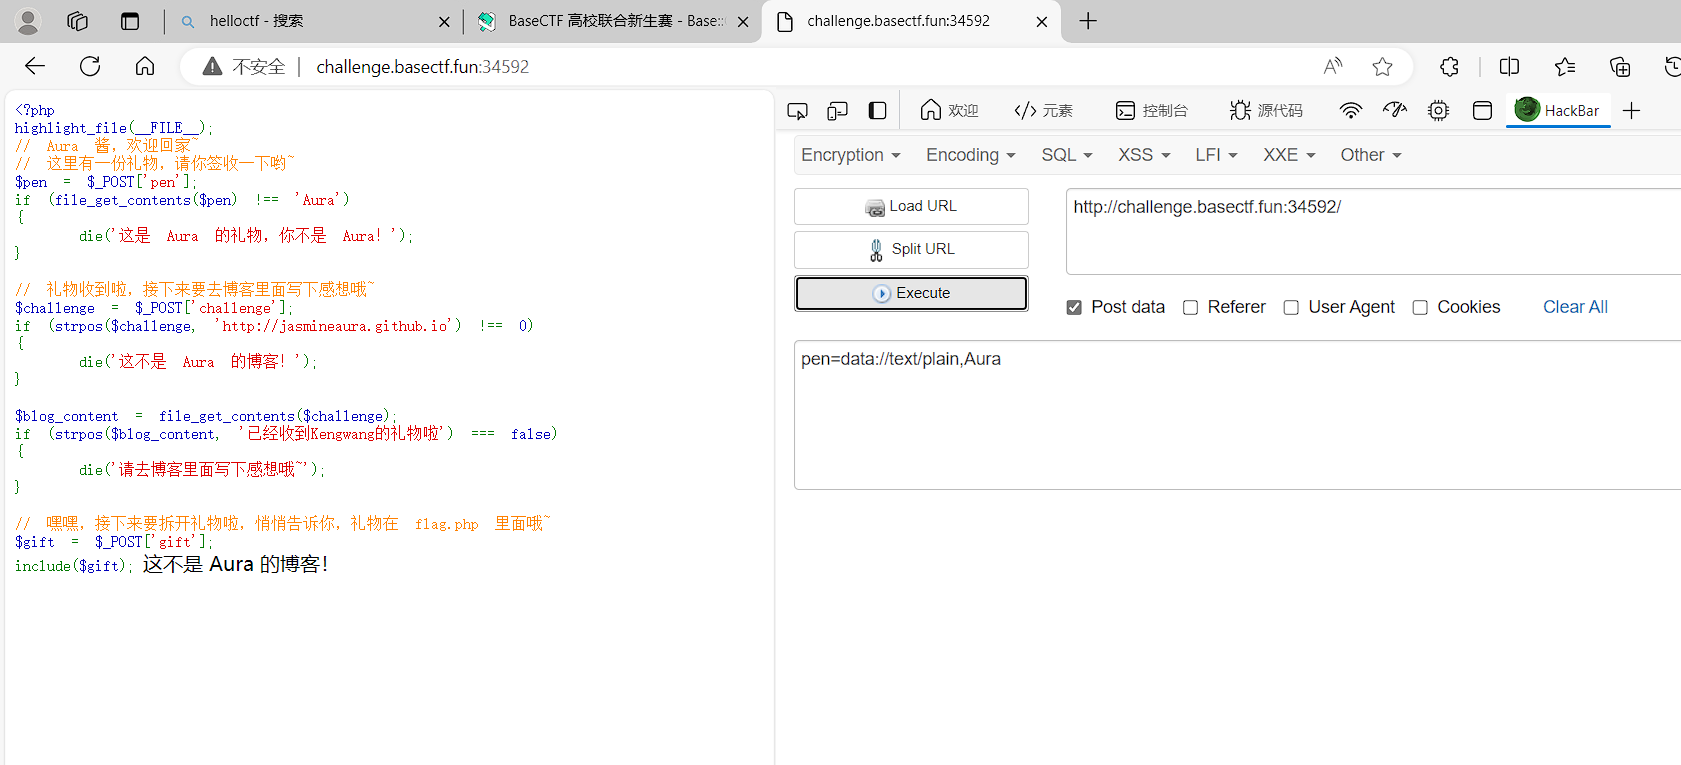 helloctf - 搜索
BaseCTF 高校联合新生赛 - Base::
challenge.basectf.fun:34592
不安全
challenge.basectf.fun:34592
<?php
highlight_file(__FILE__);
// Aura 酱，欢迎回家~
// 这里有一份礼物，请你签收一下哟~
$pen = $_POST['pen'];
if (file_get_contents($pen) !== 'Aura')
{
die('这是 Aura 的礼物，你不是 Aura！');
}
// 礼物收到啦，接下来要去博客里面写下感想哦~
$challenge = $_POST['challenge'];
if (strpos($challenge, 'http://jasmineaura.github.io') !== 0)
{
die('这不是 Aura 的博客！');
}
$blog_content = file_get_contents($challenge);
if (strpos($blog_content, '已经收到Kengwang的礼物啦') === false)
{
die('请去博客里面写下感想哦~');
}
// 嘿嘿，接下来要拆开礼物啦，悄悄告诉你，礼物在 flag.php 里面哦~
$gift = $_POST['gift'];
include($gift); 这不是 Aura 的博客！
欢迎
元素
控制台
源代码
HackBar
Encryption
Encoding
SQL
XSS
LFI
XXE
Other
Load URL
Split URL
Execute
http://challenge.basectf.fun:34592/
Post data
Referer
User Agent
Cookies
Clear All
pen=data://text/plain,Aura